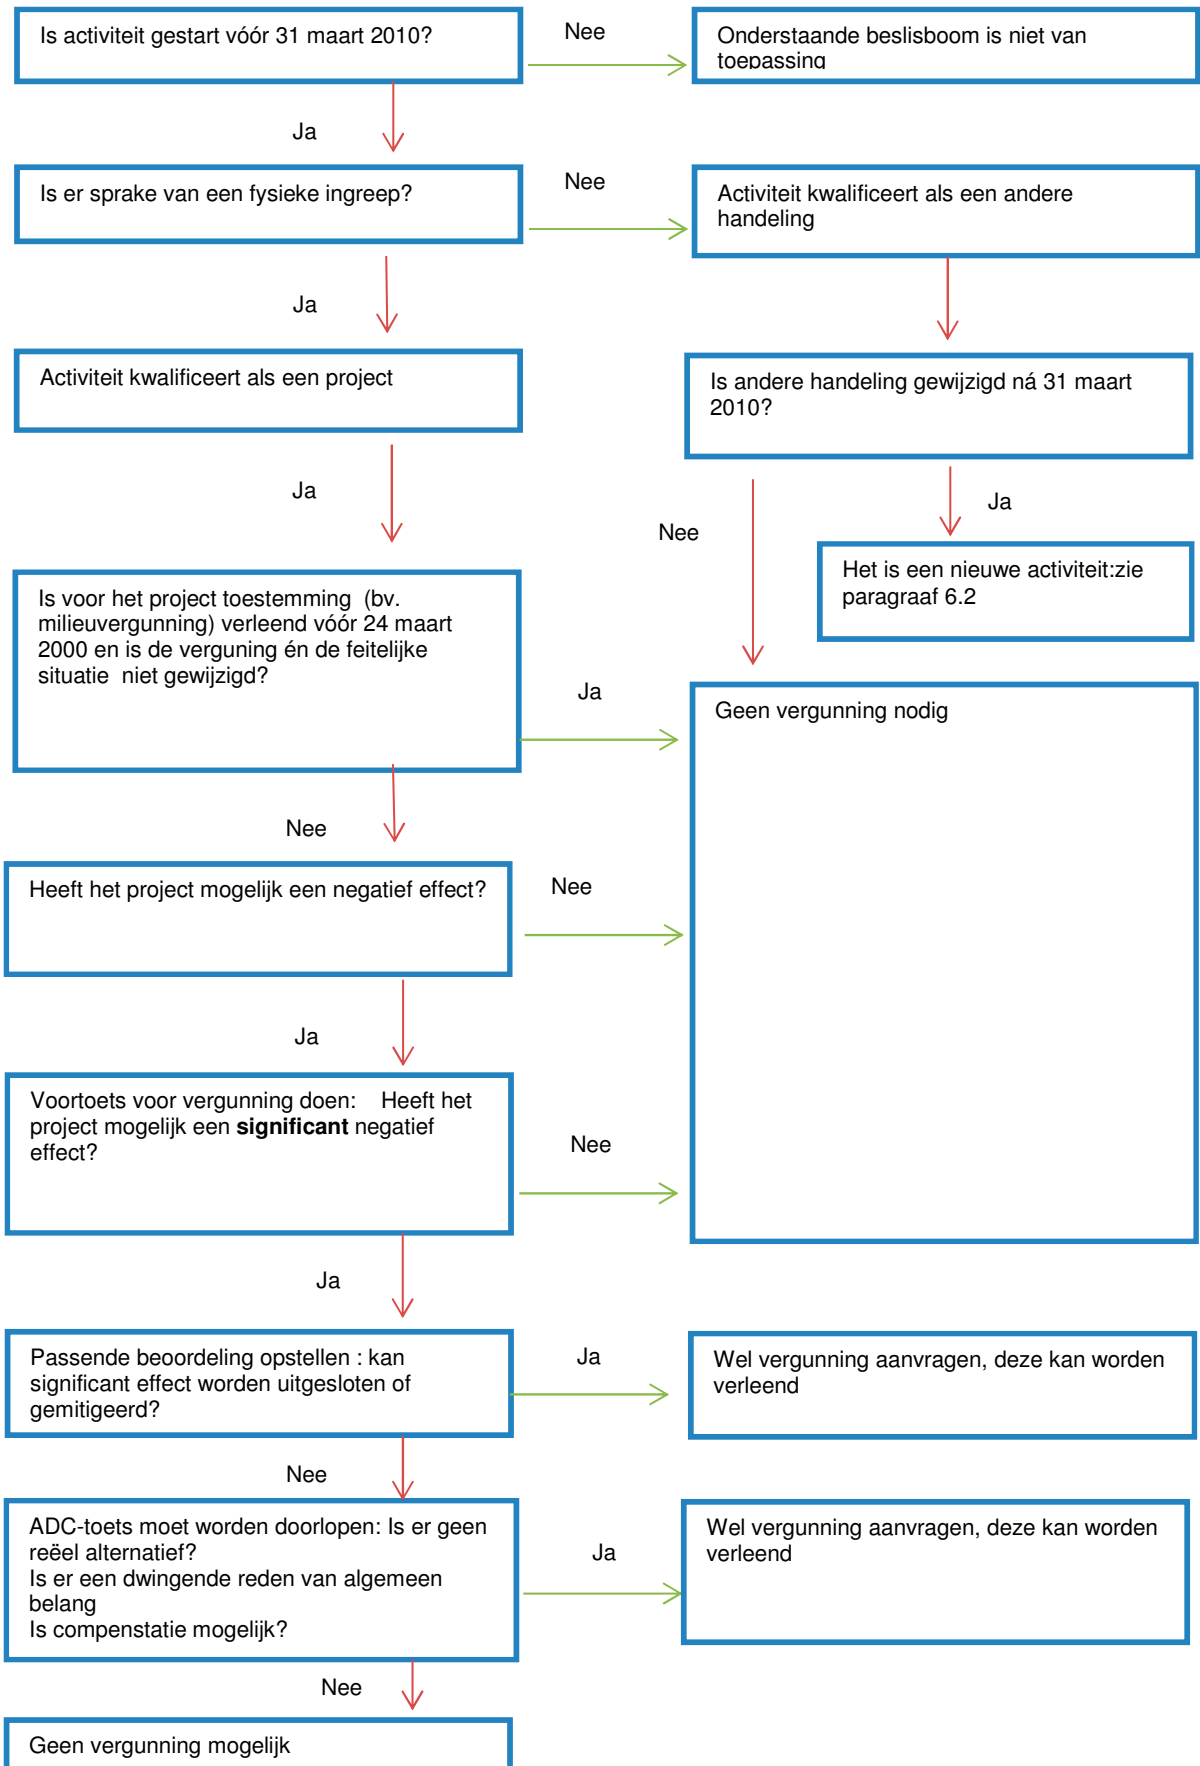 Is activiteit gestart vóór 31 maart 2010?
Nee
Onderstaande beslisboom is niet van
toepassing
Ja
Is er sprake van een fysieke ingreep?
Nee
Activiteit kwalificeert als een andere
handeling
Ja
Activiteit kwalificeert als een project
Is andere handeling gewijzigd ná 31 maart
2010?
Ja
Nee
Ja
Het is een nieuwe activiteit:zie
paragraaf 6.2
Is voor het project toestemming (bv.
milieuvergunning) verleend vóór 24 maart
2000 en is de verguning én de feitelijke
situatie niet gewijzigd?
Ja
Geen vergunning nodig
Nee
Heeft het project mogelijk een negatief effect?
Nee
Ja
Voortoets voor vergunning doen: Heeft het
project mogelijk een significant negatief
effect?
Nee
Ja
Passende beoordeling opstellen : kan
significant effect worden uitgesloten of
gemitigeerd?
Ja
Wel vergunning aanvragen, deze kan worden
verleend
Nee
ADC-toets moet worden doorlopen: Is er geen
reëel alternatief?
Is er een dwingende reden van algemeen
belang
Is compenstatie mogelijk?
Ja
Wel vergunning aanvragen, deze kan worden
verleend
Nee
Geen vergunning mogelijk